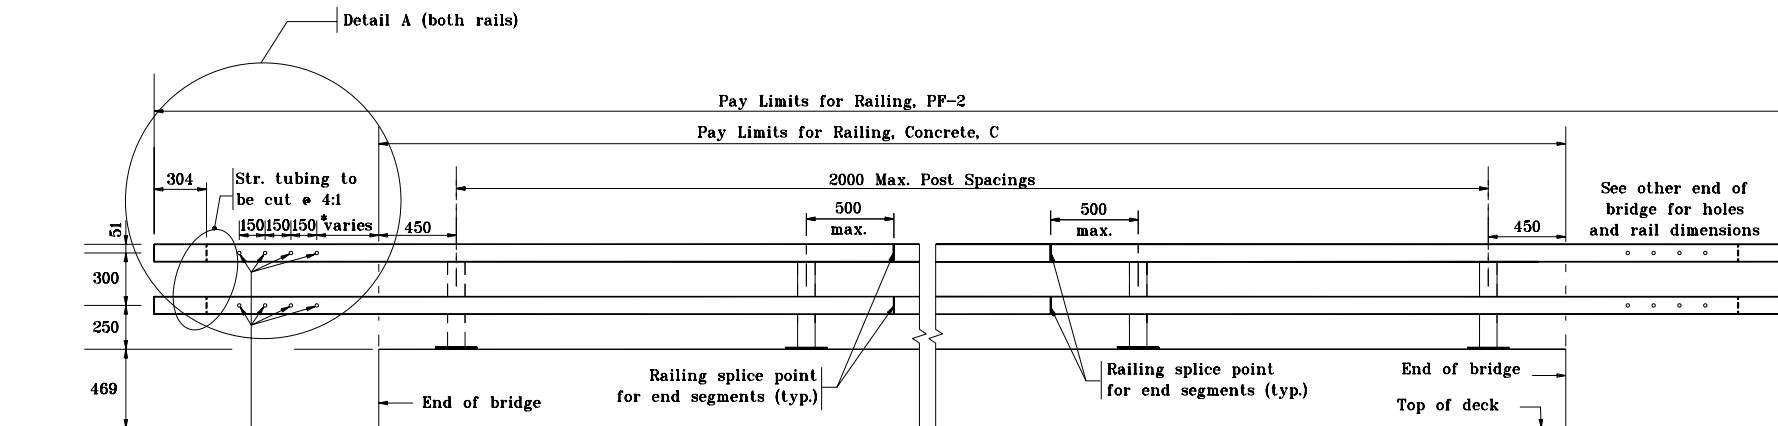 Detail A (both rails)
Pay Limits for Railing, PF-2
Pay Limits for Railing, Concrete, C
304
Str. tubing to
be cut @ 4:1
2000 Max. Post Spacings
See other end of
bridge for holes
and rail dimensions
51
150 150 150 *varies
450
500
max.
500
max.
450
300
250
469
Railing splice point
for end segments (typ.)
Railing splice point
for end segments (typ.)
End of bridge
End of bridge
Top of deck